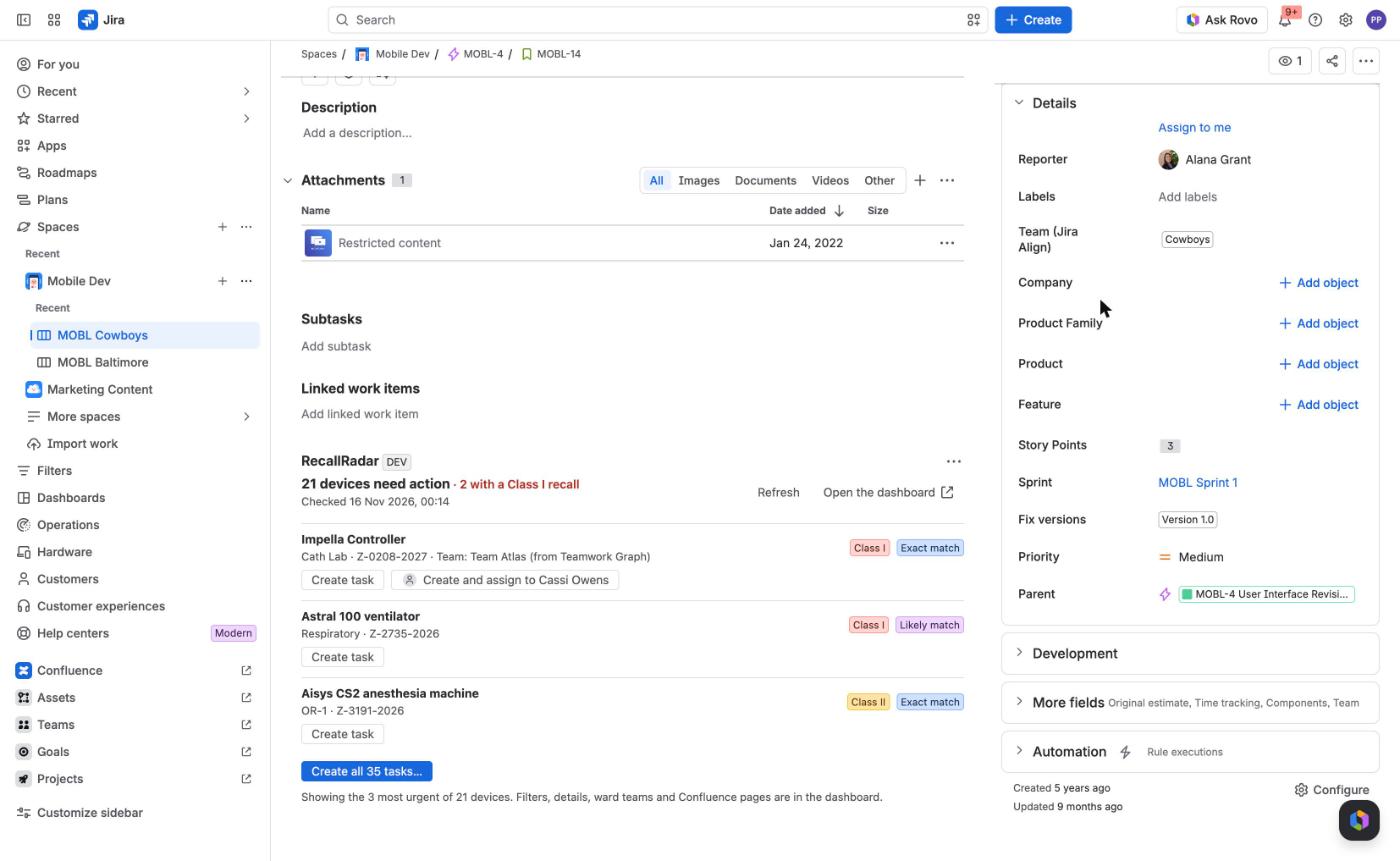 Jira
Search
Create
Ask Rovo
9+
PP
For you
Recent
Starred
Apps
Roadmaps
Plans
Spaces
Recent
Mobile Dev
Recent
MOBL Cowboys
MOBL Baltimore
Marketing Content
More spaces
Import work
Filters
Dashboards
Operations
Hardware
Customers
Customer experiences
Help centers Modern
Confluence
Assets
Teams
Goals
Projects
Customize sidebar
Spaces / Mobile Dev / MOBL-4 / MOBL-14
1
Description
Add a description...
Attachments 1
All Images Documents Videos Other
Name Date added Size
Restricted content Jan 24, 2022
Subtasks
Add subtask
Linked work items
Add linked work item
RecallRadar DEV
21 devices need action · 2 with a Class I recall
Checked 16 Nov 2026, 00:14
Refresh Open the dashboard
Impella Controller
Cath Lab · Z-0208-2027 · Team: Team Atlas (from Teamwork Graph)
Class I Exact match
Create task Create and assign to Cassi Owens
Astral 100 ventilator
Respiratory · Z-2735-2026
Class I Likely match
Create task
Aisys CS2 anesthesia machine
OR-1 · Z-3191-2026
Class II Exact match
Create task
Create all 35 tasks...
Showing the 3 most urgent of 21 devices. Filters, details, ward teams and Confluence pages are in the dashboard.
Details
Assign to me
Reporter Alana Grant
Labels Add labels
Team (Jira
Align)
Cowboys
Company Add object
Product Family Add object
Product Add object
Feature Add object
Story Points 3
Sprint MOBL Sprint 1
Fix versions Version 1.0
Priority Medium
Parent MOBL-4 User Interface Revisi...
Development
More fields Original estimate, Time tracking, Components, Team
Automation Rule executions
Created 5 years ago
Updated 9 months ago
Configure